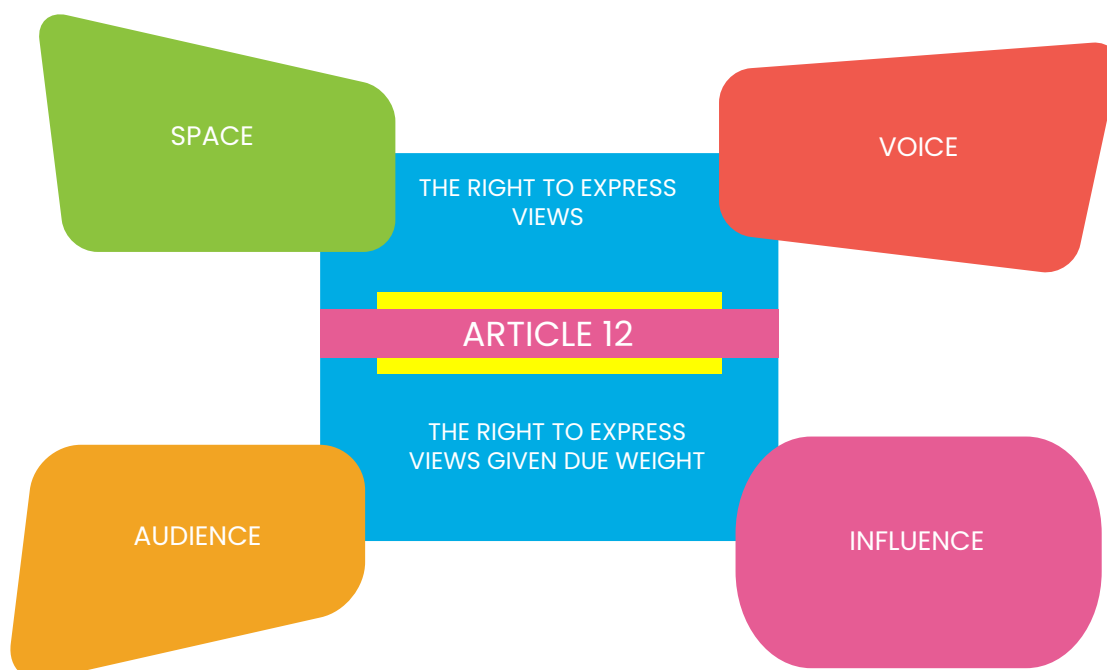 SPACE
VOICE
THE RIGHT TO EXPRESS
VIEWS
ARTICLE 12
THE RIGHT TO EXPRESS
VIEWS GIVEN DUE WEIGHT
AUDIENCE
INFLUENCE